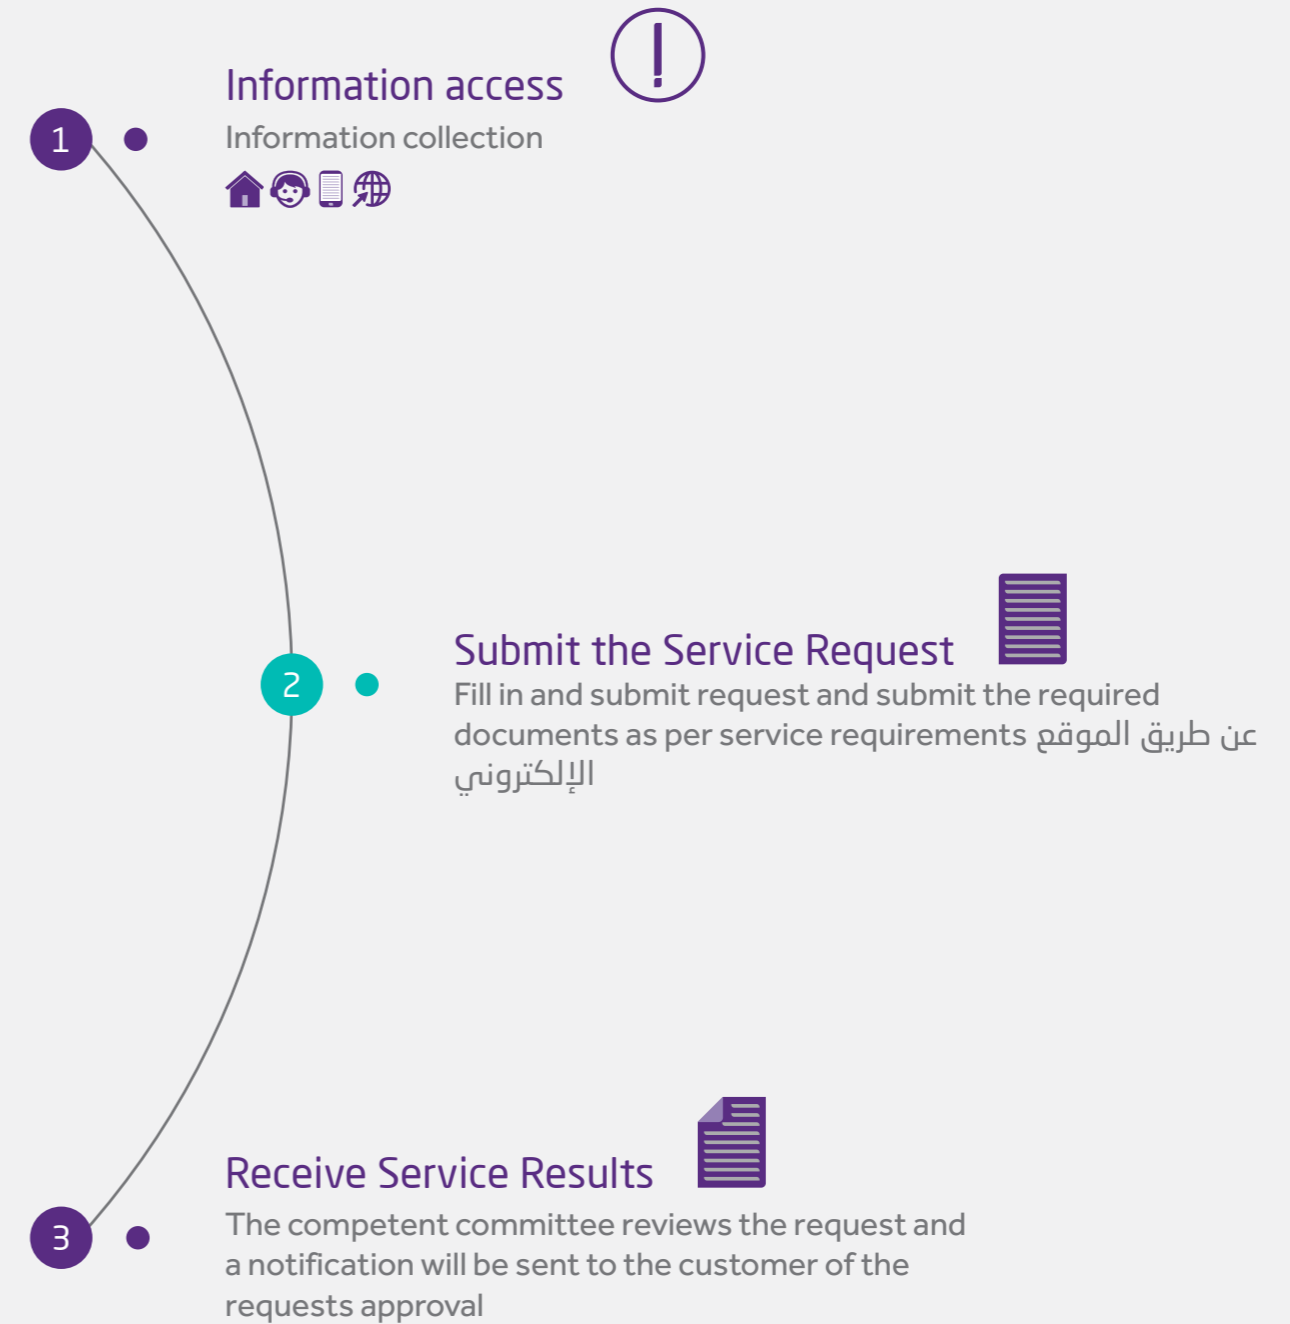 Information access
1
Information collection
Submit the Service Request
2
Fill in and submit request and submit the required
documents as per service requirements عن طريق الموقع
الإلكتروني
Receive Service Results
3
The competent committee reviews the request and
a notification will be sent to the customer of the
requests approval